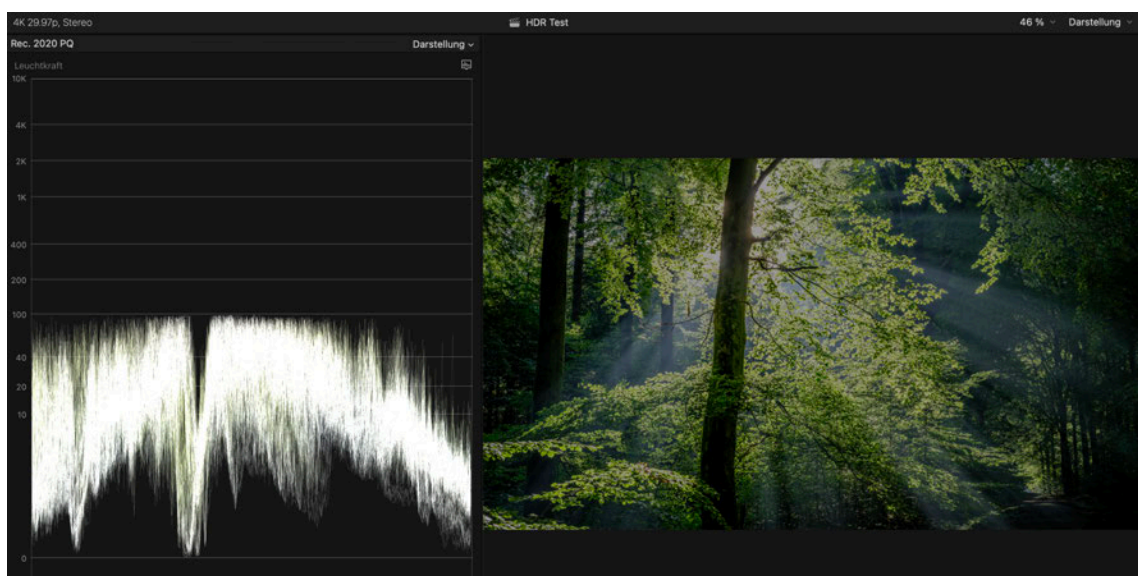 4K 29.97p, Stereo
HDR Test
46 %
Darstellung
Rec. 2020 PQ
Darstellung
Leuchtkraft
10K
4K
2K
1K
400
200
100
40
20
10
0